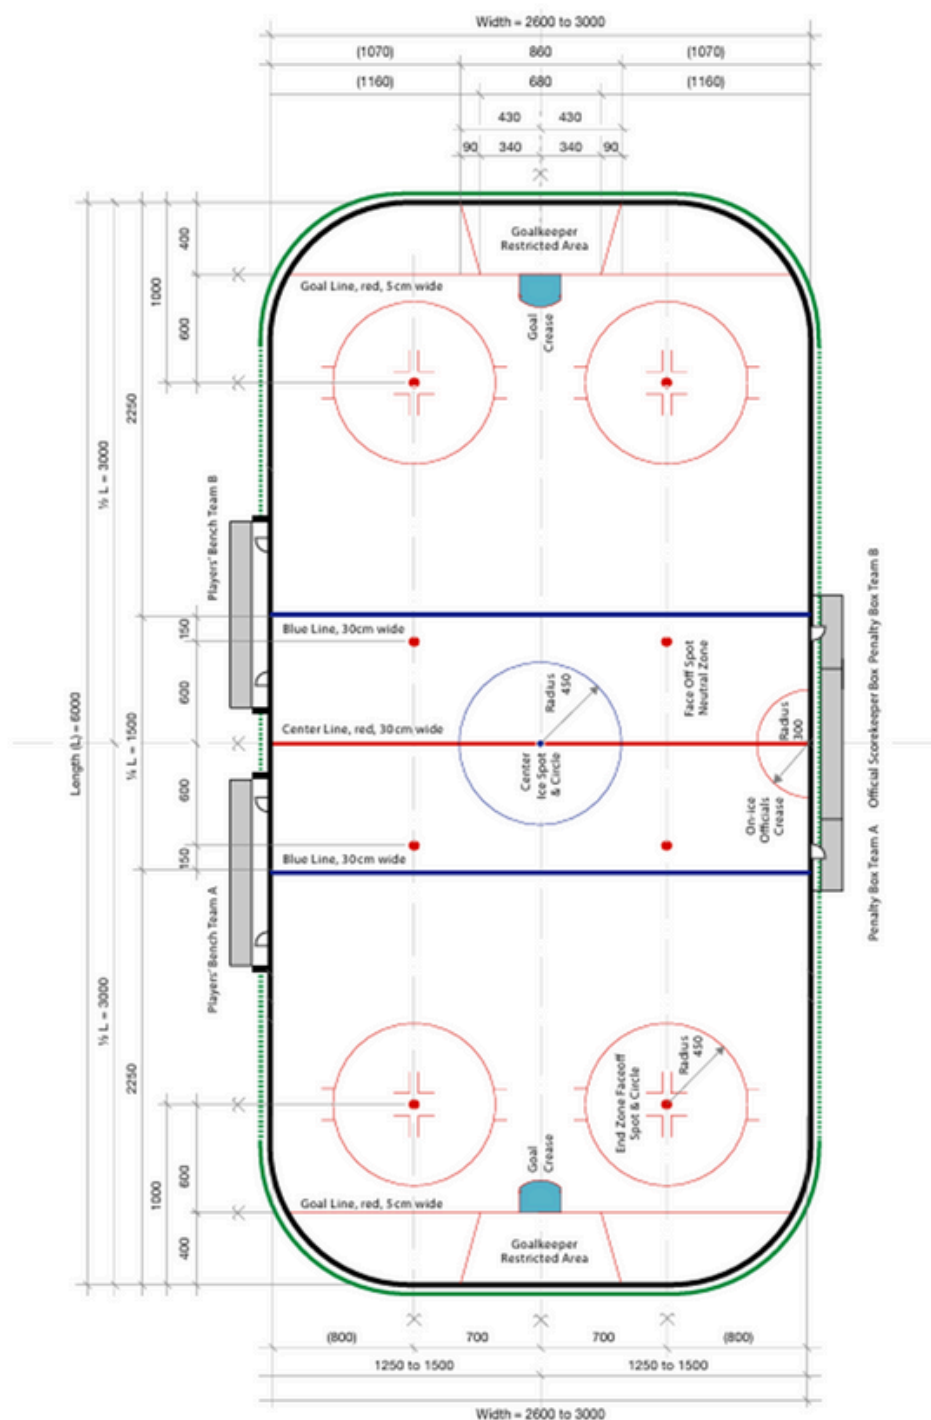 Width = 2600 to 3000
(1070)
860
(1070)
(1160)
680
(1160)
430
430
90
340
340
90
Goalkeeper
Restricted Area
400
1000
Goal Line, red, 5cm wide
Goal
Crease
600
2250
½ L = 3000
Players' Bench Team B
150
Blue Line, 30cm wide
Face Off Spot
Neutral Zone
Penalty Box Team B
Radius
450
600
Length (L) = 6000
¼ L = 1500
Center Line, red, 30cm wide
Radius
300
Official Scorekeeper Box
Center
Ice Spot
& Circle
600
On-ice
Officials
Crease
150
Blue Line, 30cm wide
Penalty Box Team A
Players' Bench Team A
½ L = 3000
2250
Radius
450
End Zone Faceoff
Spot & Circle
Goal
Crease
600
1000
Goal Line, red, 5cm wide
400
Goalkeeper
Restricted Area
(800)
700
700
(800)
1250 to 1500
1250 to 1500
Width = 2600 to 3000